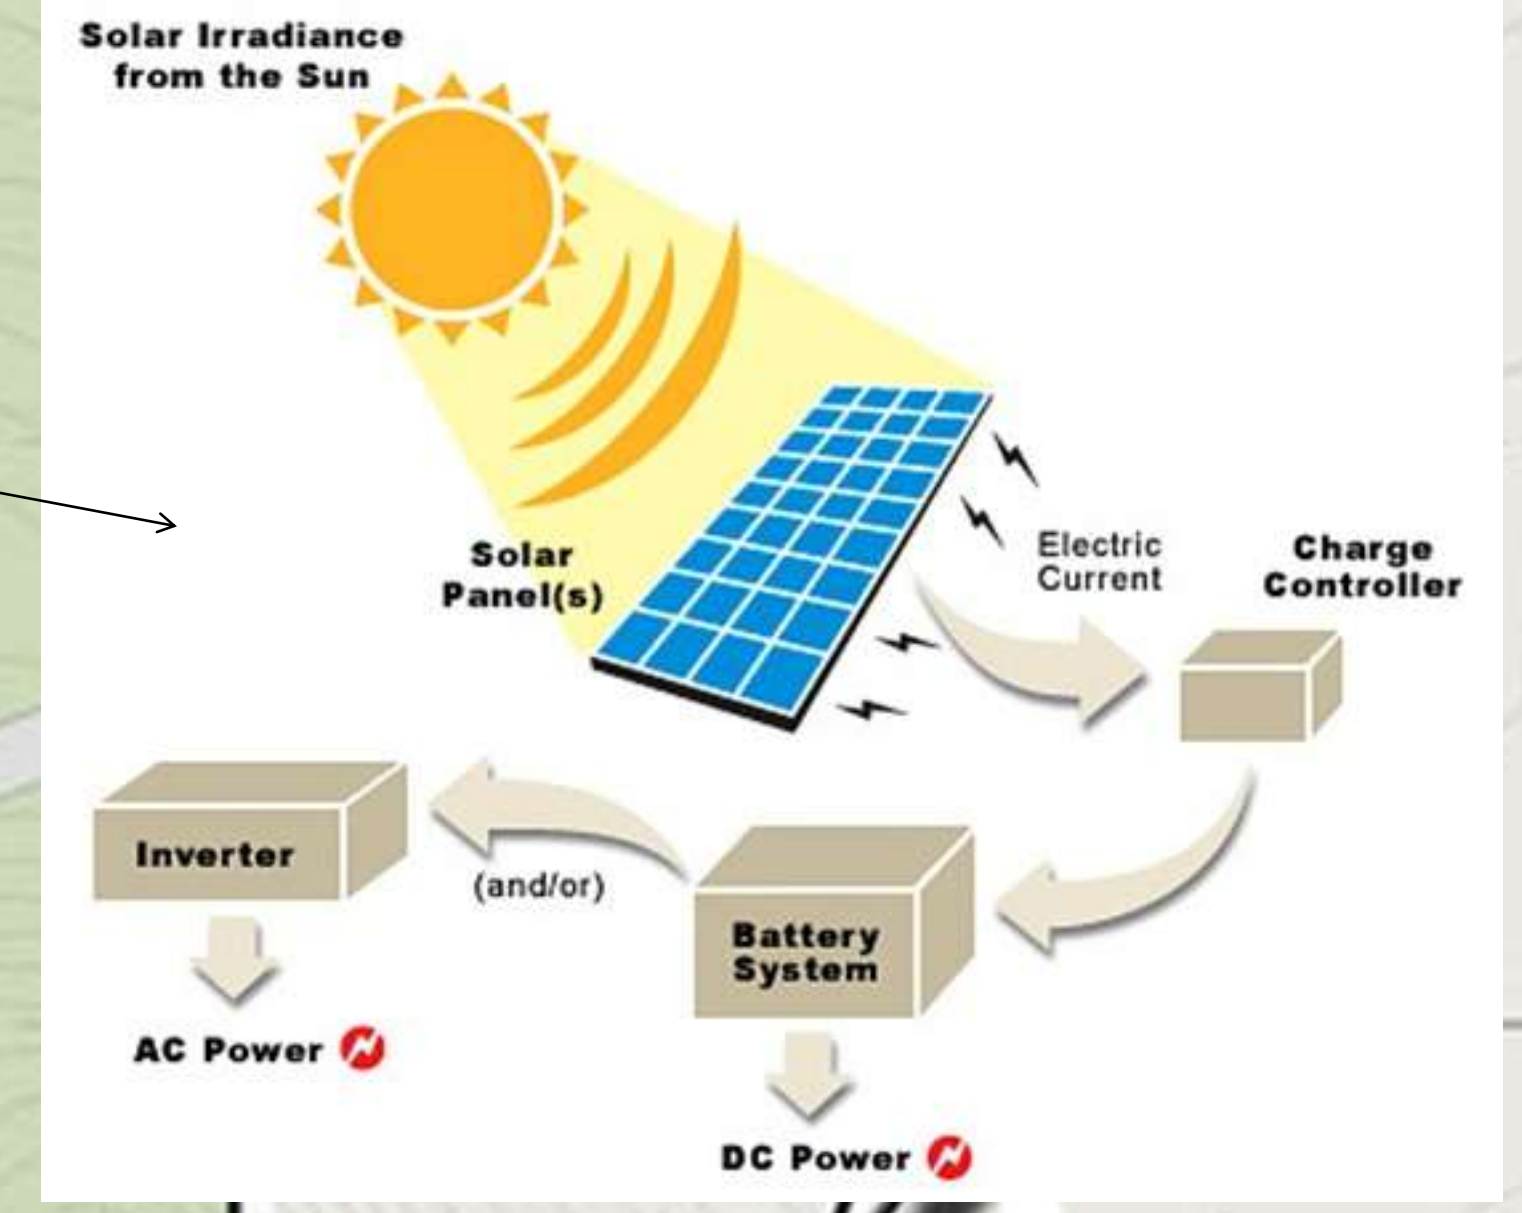 Solar Irradiance
from the Sun
Solar
Panel(s)
Electric
Current
Charge
Controller
Inverter
(and/or)
Battery
System
AC Power
DC Power